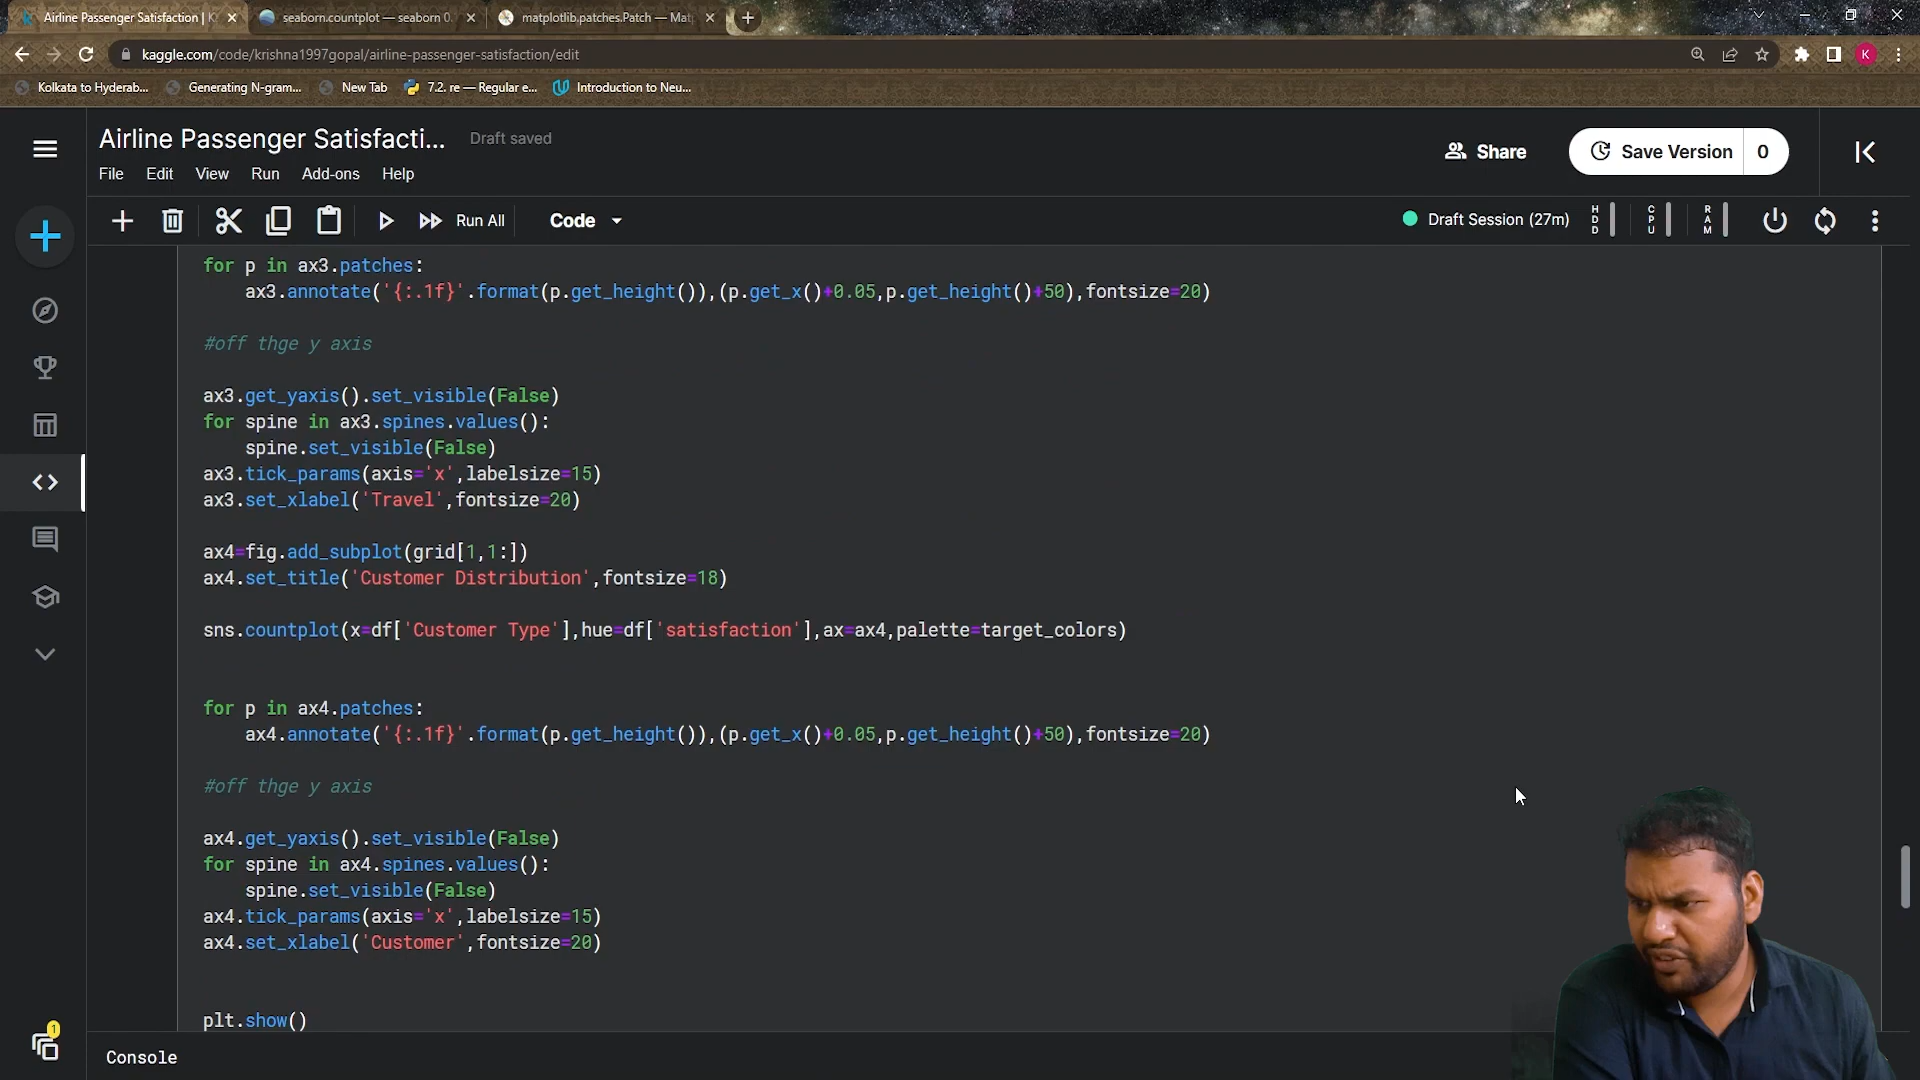 Airline Passenger Satisfaction | K
seaborn.countplot — seaborn 0.
matplotlib.patches.Patch — Mat
kaggle.com/code/krishna1997gopal/airline-passenger-satisfaction/edit
K
Kolkata to Hyderab...
Generating N-gram...
New Tab
7.2. re — Regular e...
Introduction to Neu...
Airline Passenger Satisfacti...
Draft saved
File Edit View Run Add-ons Help
Share
Save Version 0
Run All
Code
Draft Session (27m)
HDD
CPU
RAM
for p in ax3.patches:
ax3.annotate('{:.1f}'.format(p.get_height()),(p.get_x()+0.05,p.get_height()+50),fontsize=20)
#off thge y axis
ax3.get_yaxis().set_visible(False)
for spine in ax3.spines.values():
spine.set_visible(False)
ax3.tick_params(axis='x',labelsize=15)
ax3.set_xlabel('Travel',fontsize=20)
ax4=fig.add_subplot(grid[1,1:])
ax4.set_title('Customer Distribution',fontsize=18)
sns.countplot(x=df['Customer Type'],hue=df['satisfaction'],ax=ax4,palette=target_colors)
for p in ax4.patches:
ax4.annotate('{:.1f}'.format(p.get_height()),(p.get_x()+0.05,p.get_height()+50),fontsize=20)
#off thge y axis
ax4.get_yaxis().set_visible(False)
for spine in ax4.spines.values():
spine.set_visible(False)
ax4.tick_params(axis='x',labelsize=15)
ax4.set_xlabel('Customer',fontsize=20)
plt.show()
1
Console